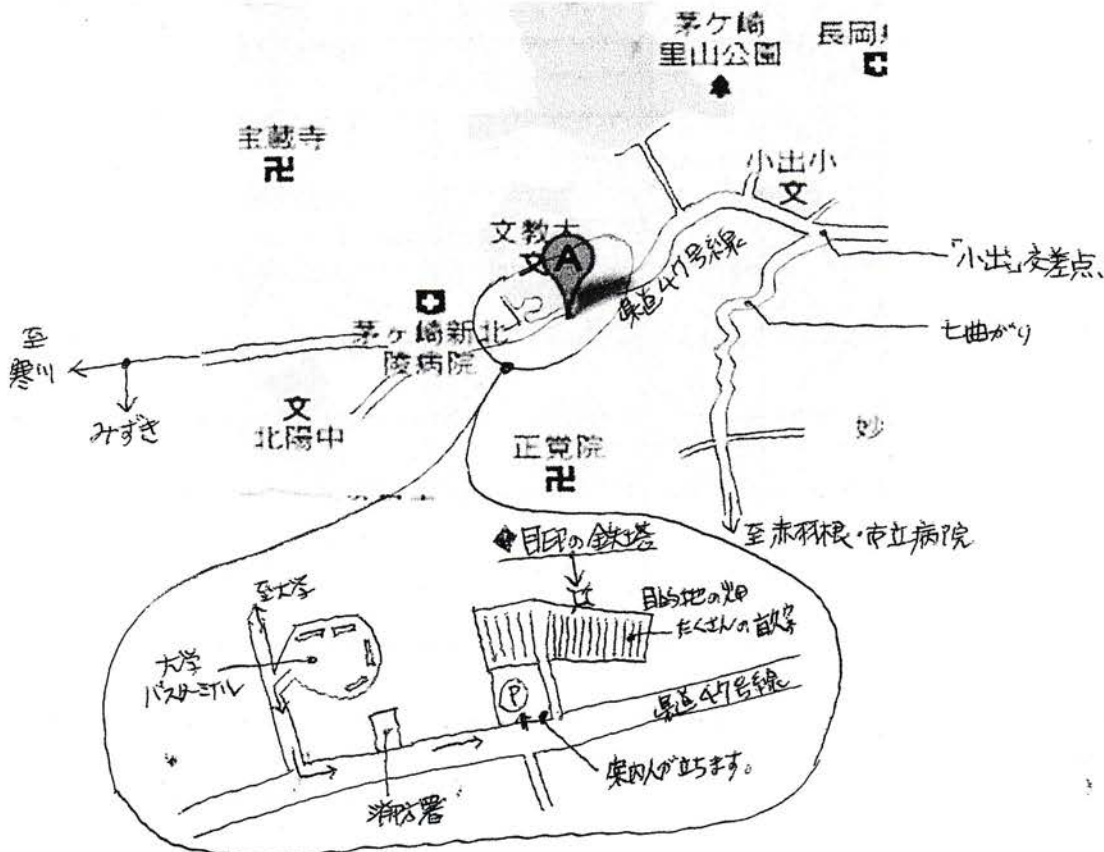 茅ケ崎
里山公園
長岡
宝蔵寺
小出小
文
文教大
文
A
県道47号線
「小出」交差点
七曲がり
至
寒川
みずき
茅ヶ崎新北
陵病院
文
北陽中
正覚院
妙
至赤羽根・市立病院
目印の鉄塔
至大学
目的地の畑
たくさんの
大学
バスターミナル
P
県道47号線
案内人が立ちます。
消防署